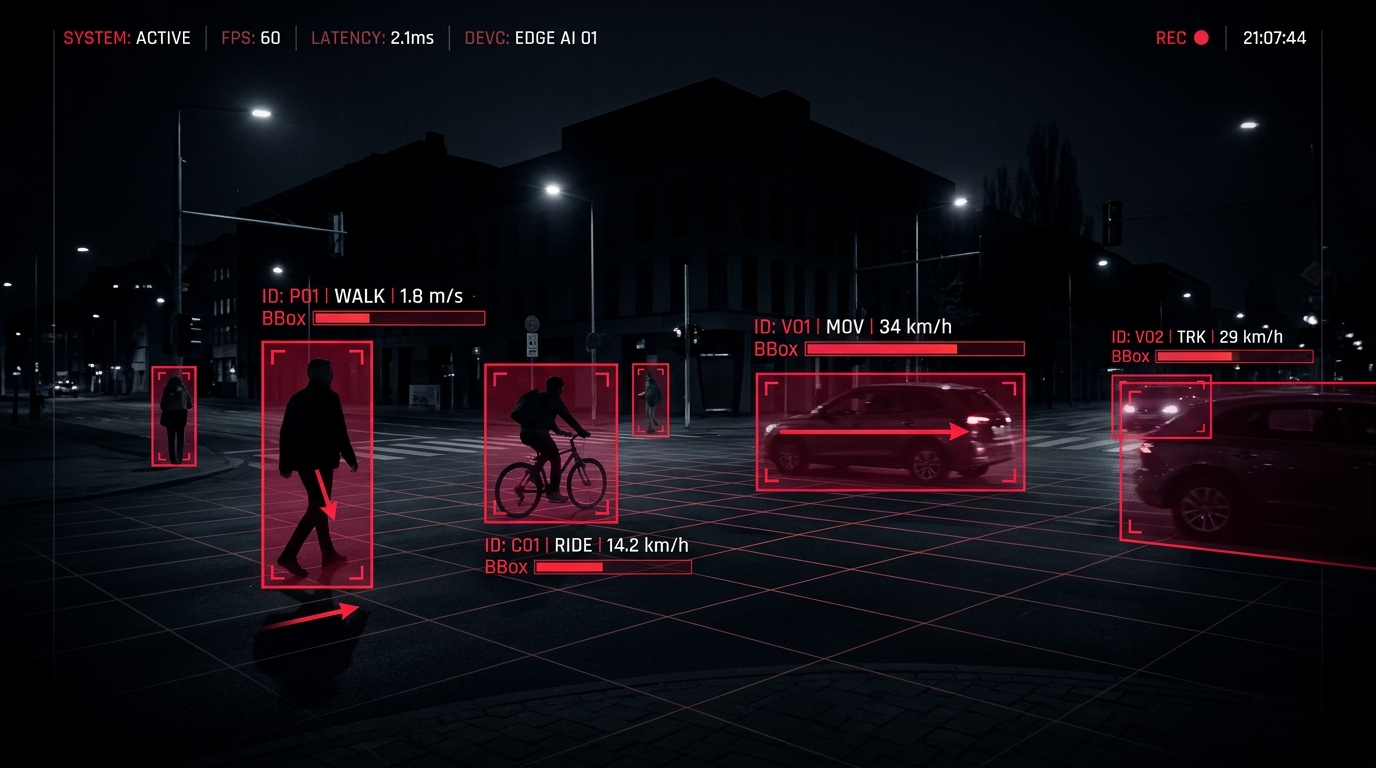 SYSTEM: ACTIVE | FPS: 60 | LATENCY: 2.1ms | DEVC: EDGE AI 01
REC 21:07:44
ID: P01 | WALK | 1.8 m/s
BBox
ID: V01 | MOV | 34 km/h
BBox
ID: V02 | TRK | 29 km/h
BBox
ID: C01 | RIDE | 14.2 km/h
BBox